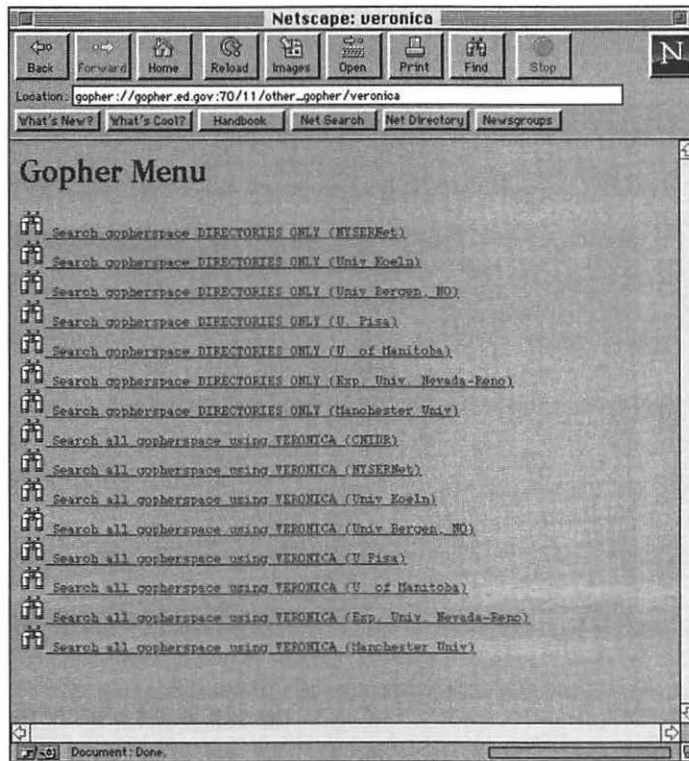 Netscape: veronica
Back Forward Home Reload Images Open Print Find Stop
N
Location: gopher://gopher.ed.gov:70/11/other_gopher/veronica
What's New? What's Cool? Handbook Net Search Net Directory Newsgroups
Gopher Menu
Search gopherspace DIRECTORIES ONLY (NYSERNet)
Search gopherspace DIRECTORIES ONLY (Univ Koeln)
Search gopherspace DIRECTORIES ONLY (Univ Bergen, NO)
Search gopherspace DIRECTORIES ONLY (U. Pisa)
Search gopherspace DIRECTORIES ONLY (U. of Manitoba)
Search gopherspace DIRECTORIES ONLY (Exp. Univ. Nevada-Reno)
Search gopherspace DIRECTORIES ONLY (Manchester Univ)
Search all gopherspace using VERONICA (CNIDR)
Search all gopherspace using VERONICA (NYSERNet)
Search all gopherspace using VERONICA (Univ Koeln)
Search all gopherspace using VERONICA (Univ Bergen, NO)
Search all gopherspace using VERONICA (U Pisa)
Search all gopherspace using VERONICA (U. of Manitoba)
Search all gopherspace using VERONICA (Exp. Univ. Nevada-Reno)
Search all gopherspace using VERONICA (Manchester Univ)
Document: Done.